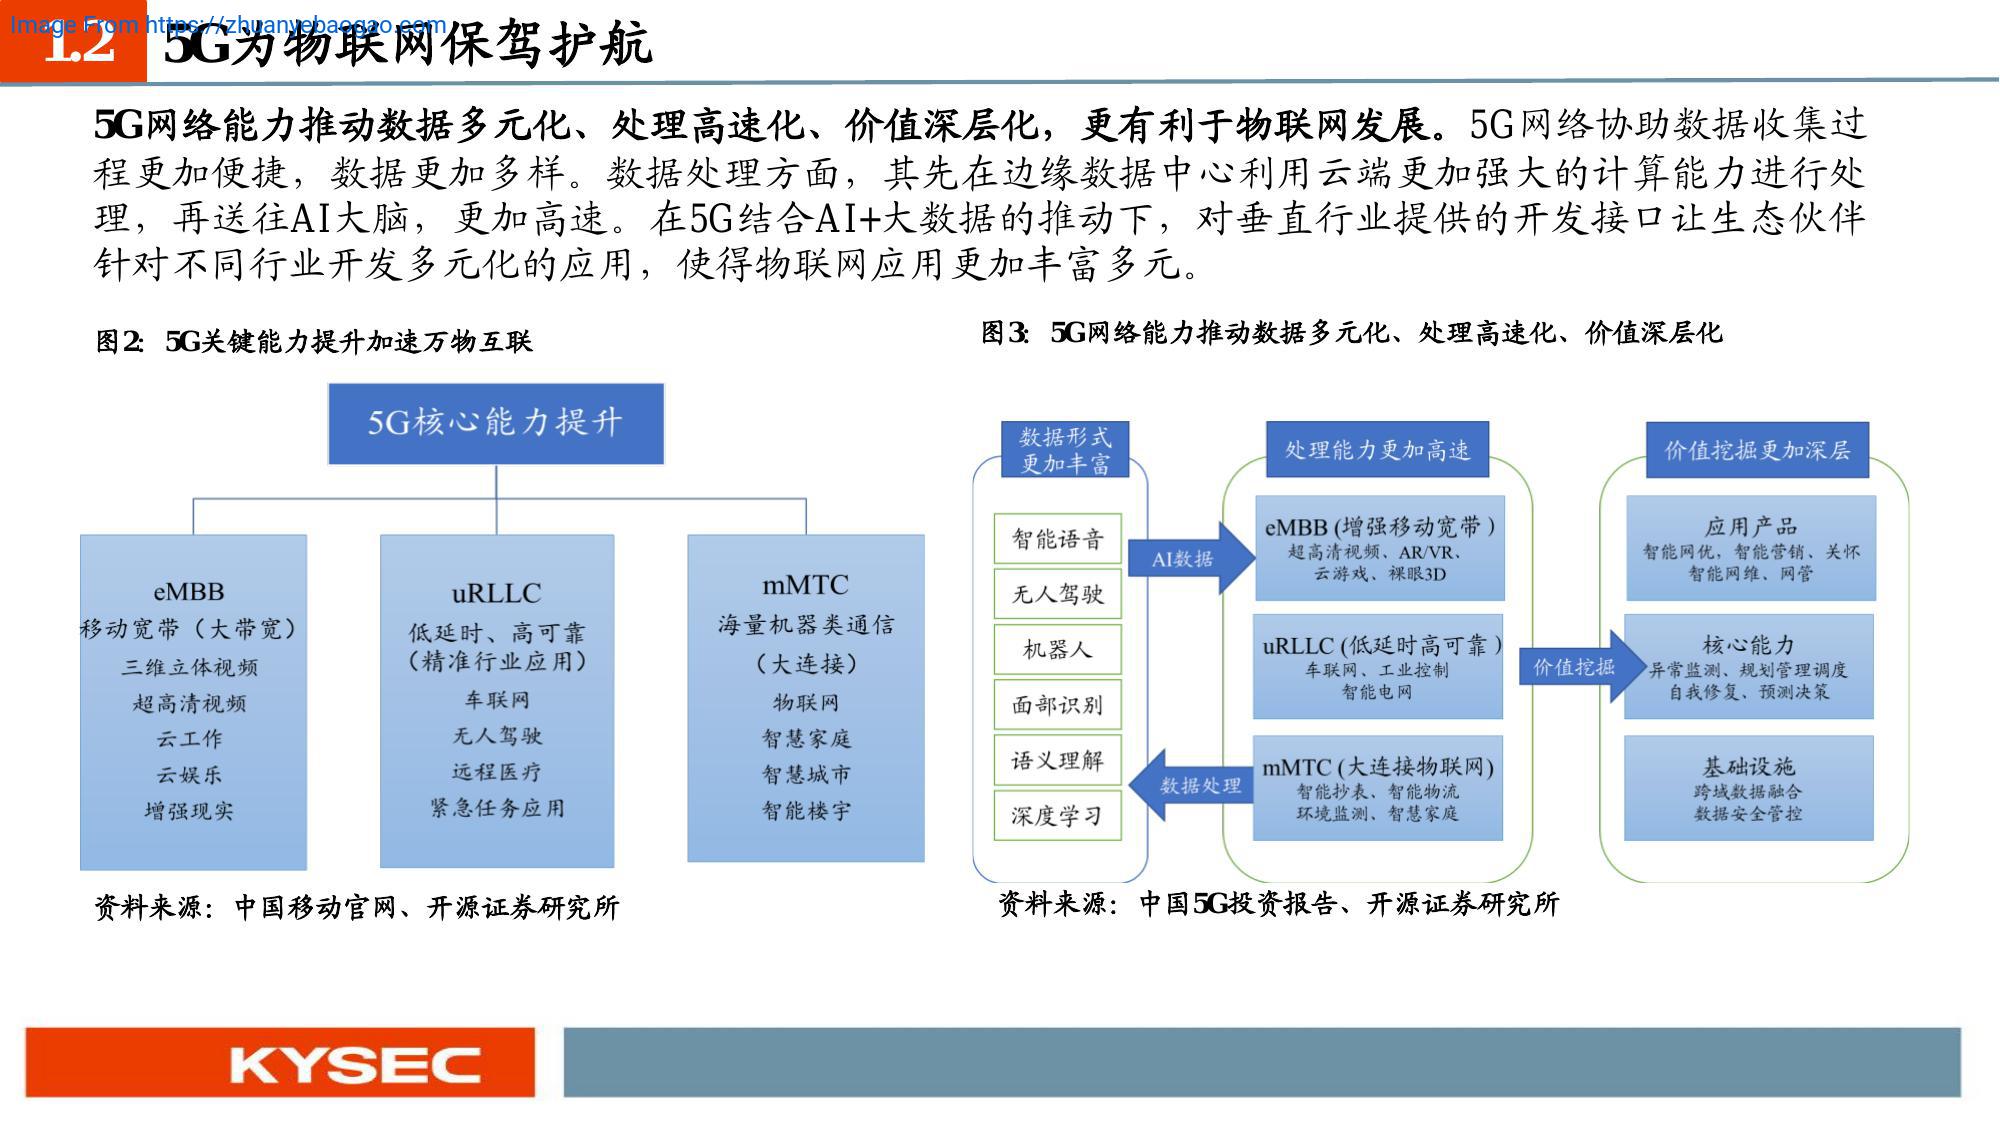 Image From https://zhuanyebaogao.com
1.2 5G为物联网保驾护航
5G网络能力推动数据多元化、处理高速化、价值深层化，更有利于物联网发展。5G网络协助数据收集过
程更加便捷，数据更加多样。数据处理方面，其先在边缘数据中心利用云端更加强大的计算能力进行处
理，再送往AI大脑，更加高速。在5G结合AI+大数据的推动下，对垂直行业提供的开发接口让生态伙伴
针对不同行业开发多元化的应用，使得物联网应用更加丰富多元。
图2：5G关键能力提升加速万物互联
5G核心能力提升
eMBB
移动宽带（大带宽）
三维立体视频
超高清视频
云工作
云娱乐
增强现实
uRLLC
低延时、高可靠
（精准行业应用）
车联网
无人驾驶
远程医疗
紧急任务应用
mMTC
海量机器类通信
（大连接）
物联网
智慧家庭
智慧城市
智能楼宇
资料来源：中国移动官网、开源证券研究所
图3：5G网络能力推动数据多元化、处理高速化、价值深层化
数据形式
更加丰富
智能语音
无人驾驶
机器人
面部识别
语义理解
深度学习
AI数据
数据处理
处理能力更加高速
eMBB (增强移动宽带 )
超高清视频、AR/VR、
云游戏、裸眼3D
uRLLC (低延时高可靠 )
车联网、工业控制
智能电网
mMTC (大连接物联网)
智能抄表、智能物流
环境监测、智慧家庭
价值挖掘
价值挖掘更加深层
应用产品
智能网优，智能营销、关怀
智能网维、网管
核心能力
异常监测、规划管理调度
自我修复、预测决策
基础设施
跨域数据融合
数据安全管控
资料来源：中国5G投资报告、开源证券研究所
KYSEC